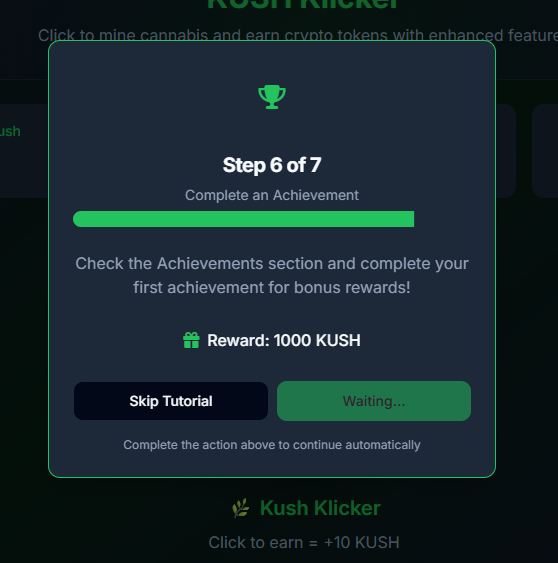 KUSH Klicker
Click to mine cannabis and earn crypto tokens with enhanced feature
ush
Step 6 of 7
Complete an Achievement
Check the Achievements section and complete your
first achievement for bonus rewards!
Reward: 1000 KUSH
Skip Tutorial
Waiting...
Complete the action above to continue automatically
Kush Klicker
Click to earn = +10 KUSH